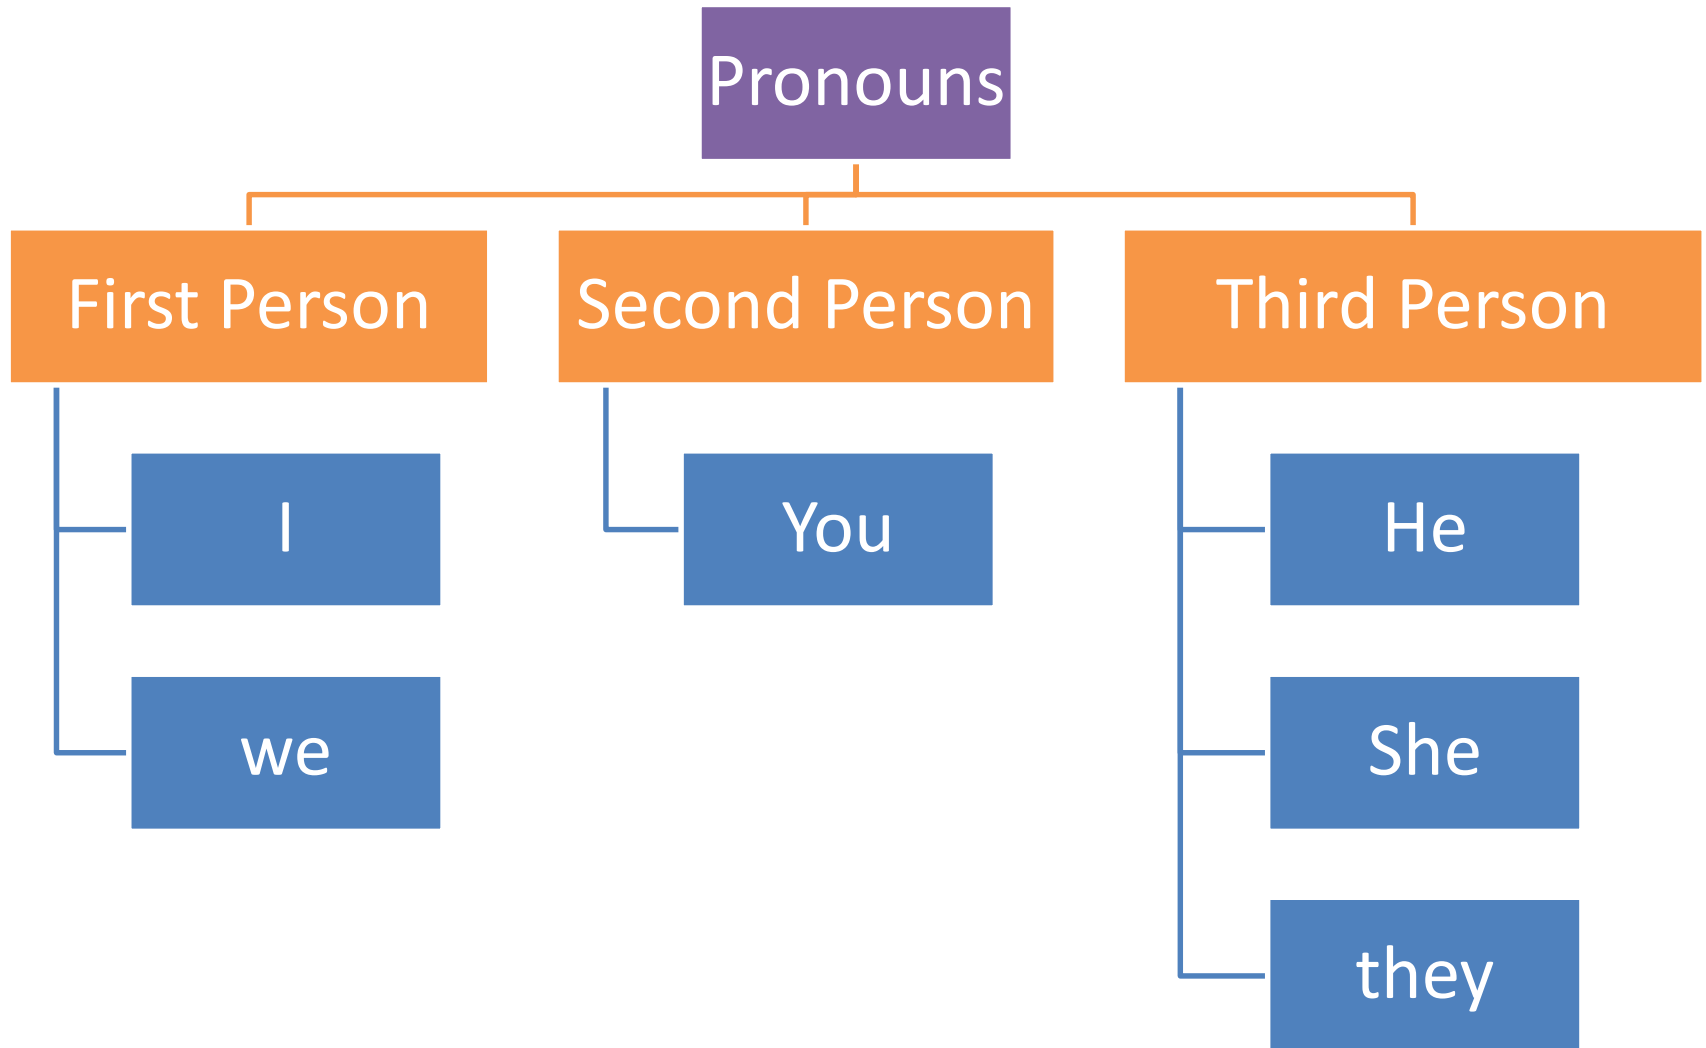 Pronouns
First Person
Second Person
Third Person
I
You
He
we
She
they